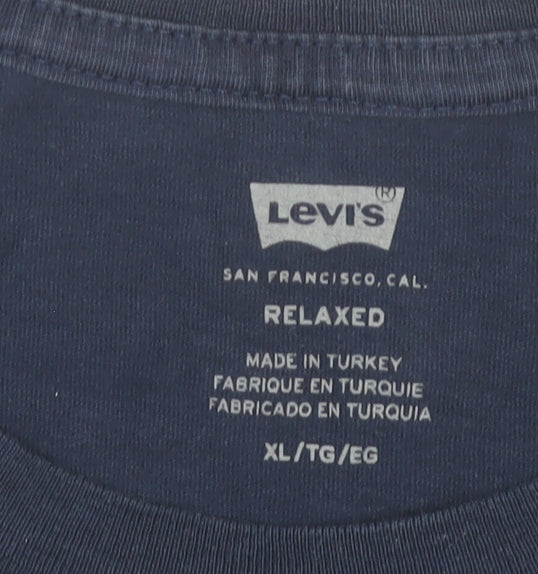 LEVI'S®
SAN FRANCISCO, CAL.
RELAXED
MADE IN TURKEY
FABRIQUE EN TURQUIE
FABRICADO EN TURQUIA
XL/TG/EG